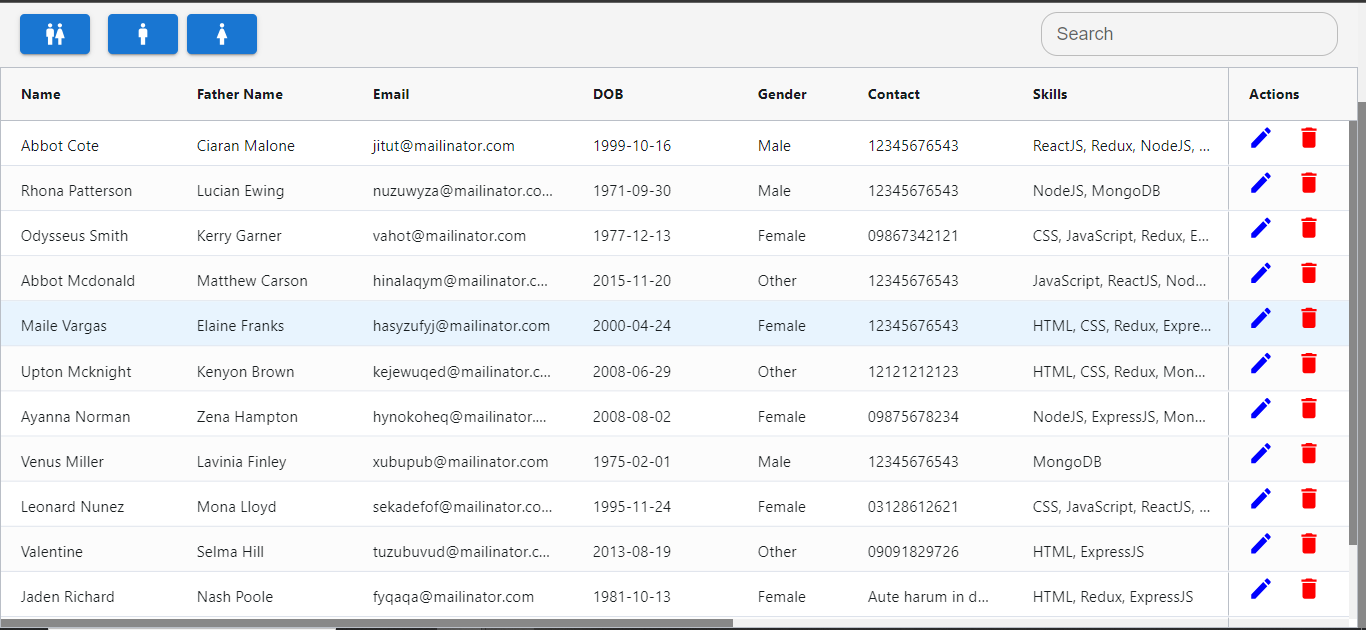 Search
Name Father Name Email DOB Gender Contact Skills Actions
Abbot Cote Ciaran Malone jitut@mailinator.com 1999-10-16 Male 12345676543 ReactJS, Redux, NodeJS, ...
Rhona Patterson Lucian Ewing nuzuwyza@mailinator.co... 1971-09-30 Male 12345676543 NodeJS, MongoDB
Odysseus Smith Kerry Garner vahot@mailinator.com 1977-12-13 Female 09867342121 CSS, JavaScript, Redux, E...
Abbot Mcdonald Matthew Carson hinalaqym@mailinator.c... 2015-11-20 Other 12345676543 JavaScript, ReactJS, Nod...
Maile Vargas Elaine Franks hasyzufyj@mailinator.com 2000-04-24 Female 12345676543 HTML, CSS, Redux, Expre...
Upton Mcknight Kenyon Brown kejewuqed@mailinator.c... 2008-06-29 Other 12121212123 HTML, CSS, Redux, Mon...
Ayanna Norman Zena Hampton hynokoheq@mailinator.... 2008-08-02 Female 09875678234 NodeJS, ExpressJS, Mon...
Venus Miller Lavinia Finley xubupub@mailinator.com 1975-02-01 Male 12345676543 MongoDB
Leonard Nunez Mona Lloyd sekadefof@mailinator.co... 1995-11-24 Female 03128612621 CSS, JavaScript, ReactJS, ...
Valentine Selma Hill tuzubuvud@mailinator.c... 2013-08-19 Other 09091829726 HTML, ExpressJS
Jaden Richard Nash Poole fyqaqa@mailinator.com 1981-10-13 Female Aute harum in d... HTML, Redux, ExpressJS